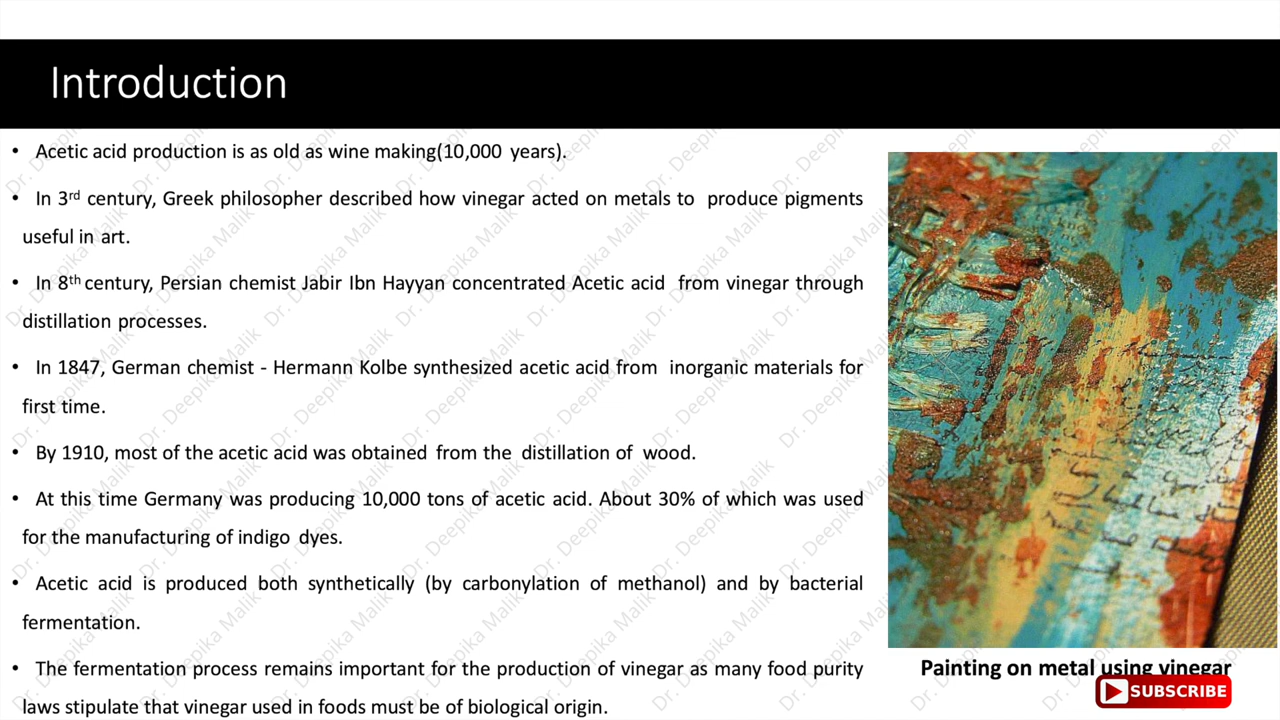 Introduction
• Acetic acid production is as old as wine making(10,000 years).
• In 3rd century, Greek philosopher described how vinegar acted on metals to produce pigments
useful in art.
• In 8th century, Persian chemist Jabir Ibn Hayyan concentrated Acetic acid from vinegar through
distillation processes.
• In 1847, German chemist - Hermann Kolbe synthesized acetic acid from inorganic materials for
first time.
• By 1910, most of the acetic acid was obtained from the distillation of wood.
• At this time Germany was producing 10,000 tons of acetic acid. About 30% of which was used
for the manufacturing of indigo dyes.
• Acetic acid is produced both synthetically (by carbonylation of methanol) and by bacterial
fermentation.
• The fermentation process remains important for the production of vinegar as many food purity
laws stipulate that vinegar used in foods must be of biological origin.
Painting on metal using vinegar
SUBSCRIBE
Dr. Deepika Malik